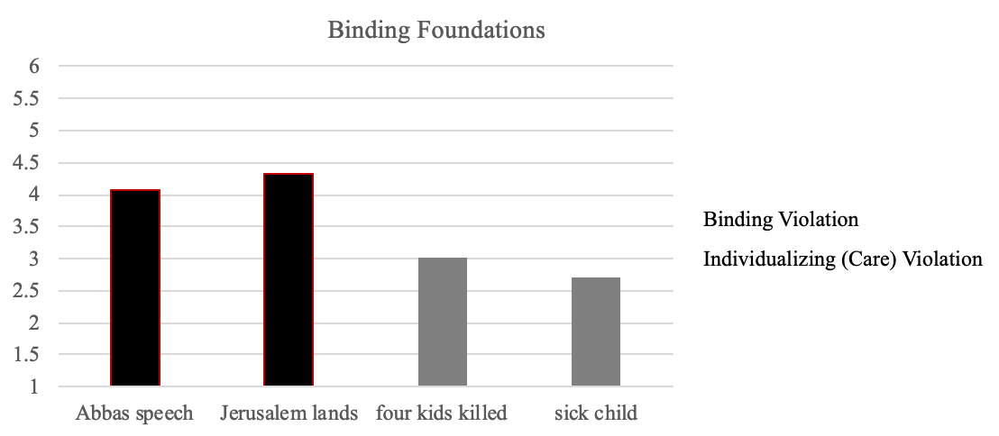 Binding Foundations
6
5.5
5
4.5
4
3.5
3
2.5
2
1.5
1
Abbas speech Jerusalem lands four kids killed sick child
Binding Violation
Individualizing (Care) Violation